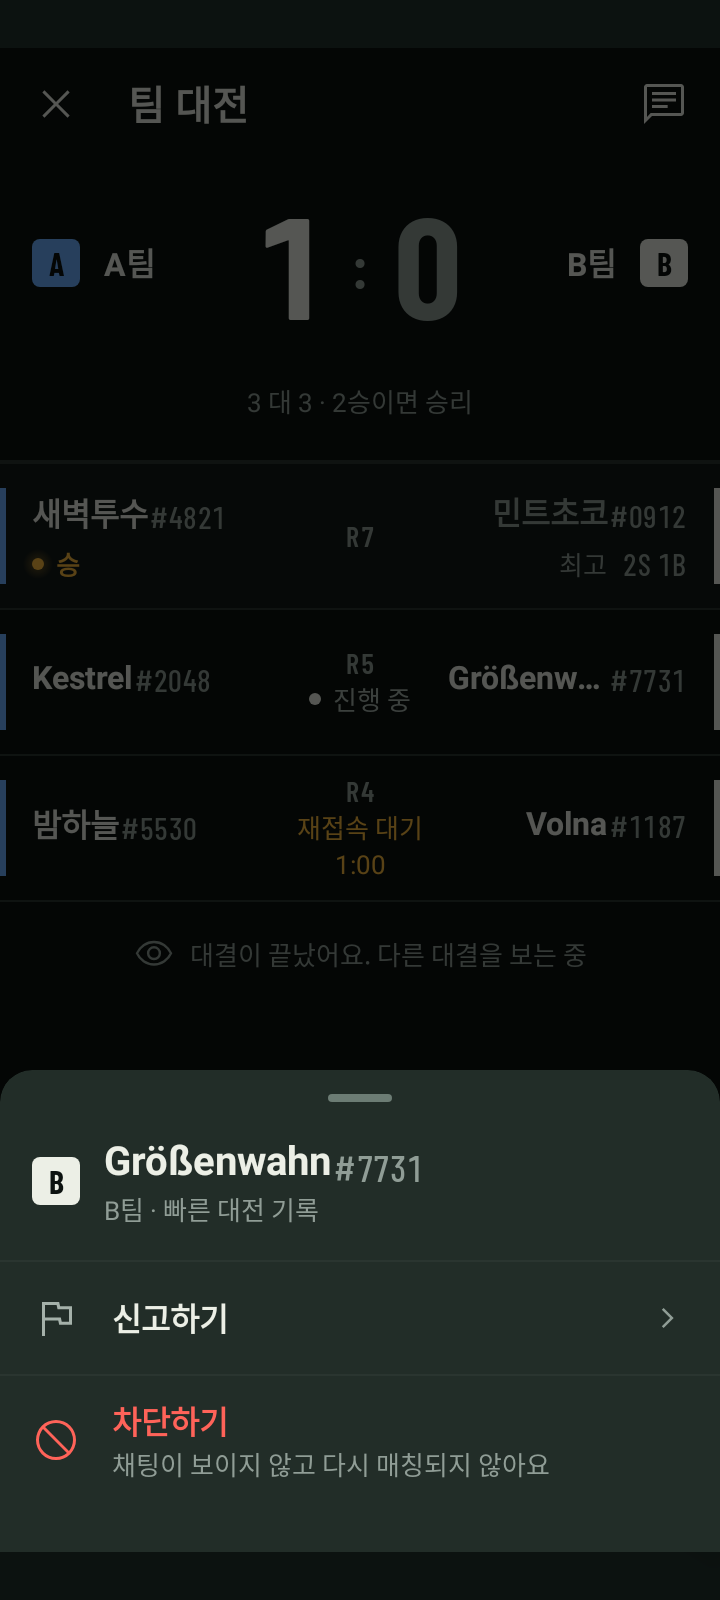 팀 대전
A A팀 1 : 0 B팀 B
3 대 3 · 2승이면 승리
새벽투수#4821 R7 민트초코#0912
승 최고 2S 1B
Kestrel#2048 R5 Größenw... #7731
진행 중
밤하늘#5530 R4 Volna#1187
재접속 대기
1:00
대결이 끝났어요. 다른 대결을 보는 중
B Größenwahn#7731
B팀 · 빠른 대전 기록
신고하기
차단하기
채팅이 보이지 않고 다시 매칭되지 않아요